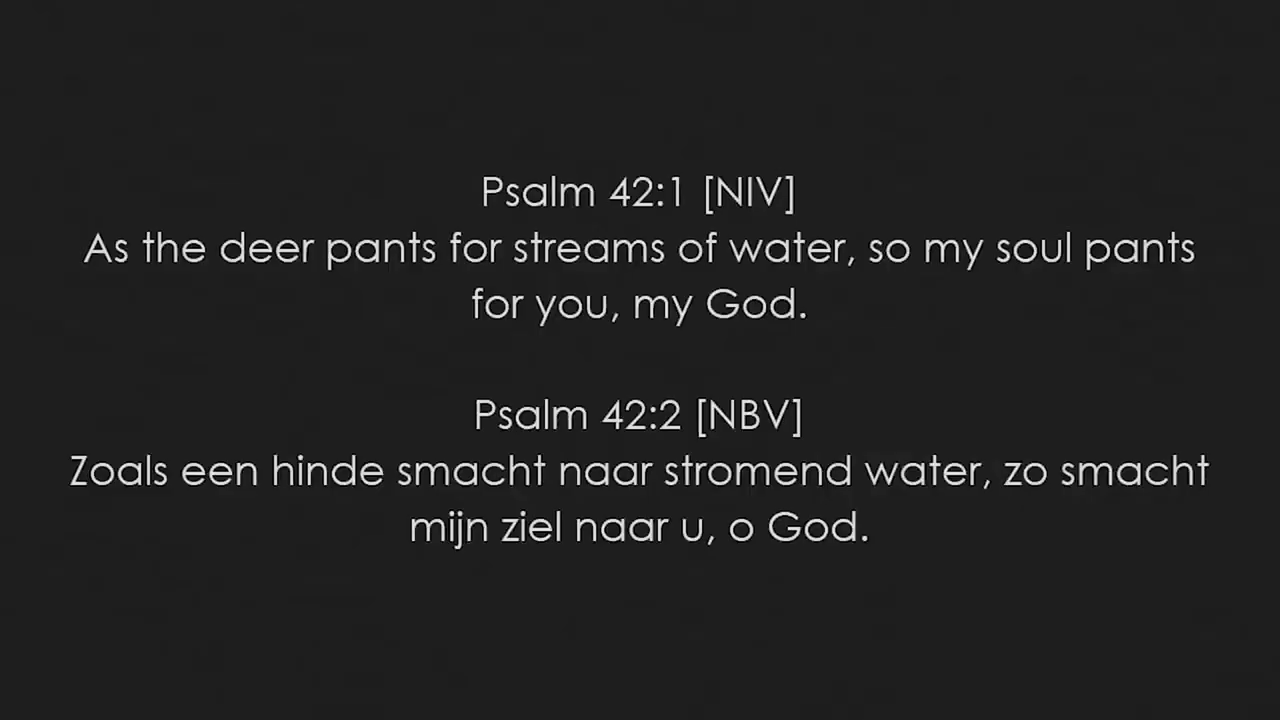 Psalm 42:1 [NIV]
As the deer pants for streams of water, so my soul pants
for you, my God.
Psalm 42:2 [NBV]
Zoals een hinde smacht naar stromend water, zo smacht
mijn ziel naar u, o God.